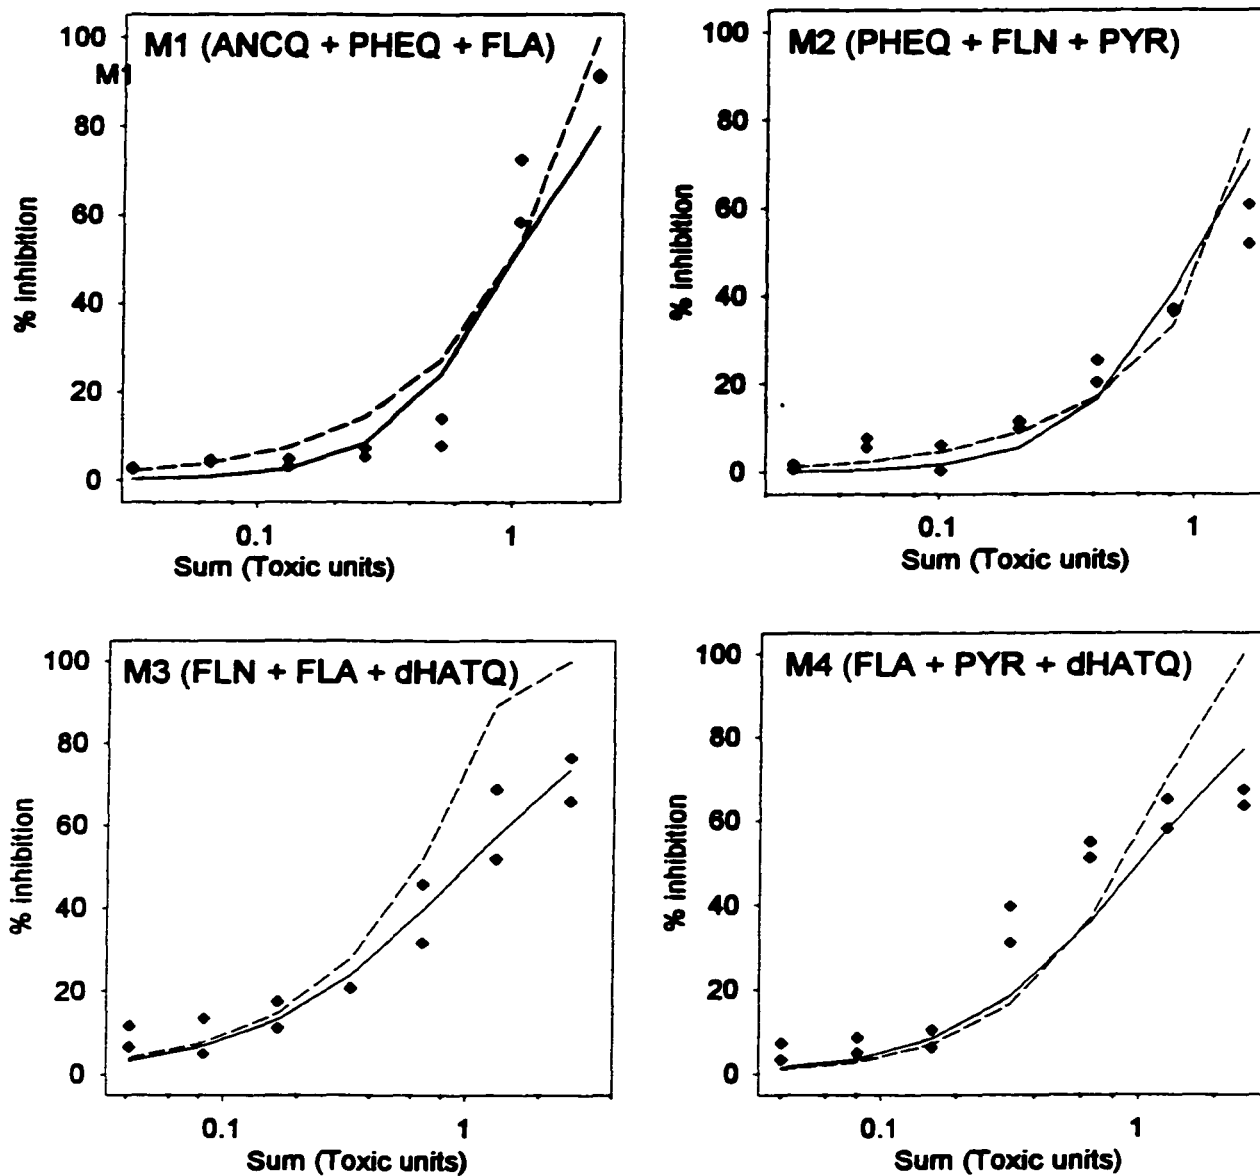 M1 (ANCQ + PHEQ + FLA)
M1
100
80
60
40
20
0
% inhibition
0.1
1
Sum (Toxic units)
M2 (PHEQ + FLN + PYR)
100
80
60
40
20
0
% inhibition
0.1
1
Sum (Toxic units)
M3 (FLN + FLA + dHATQ)
100
80
60
40
20
0
% inhibition
0.1
1
Sum (Toxic units)
M4 (FLA + PYR + dHATQ)
100
80
60
40
20
0
% inhibition
0.1
1
Sum (Toxic units)